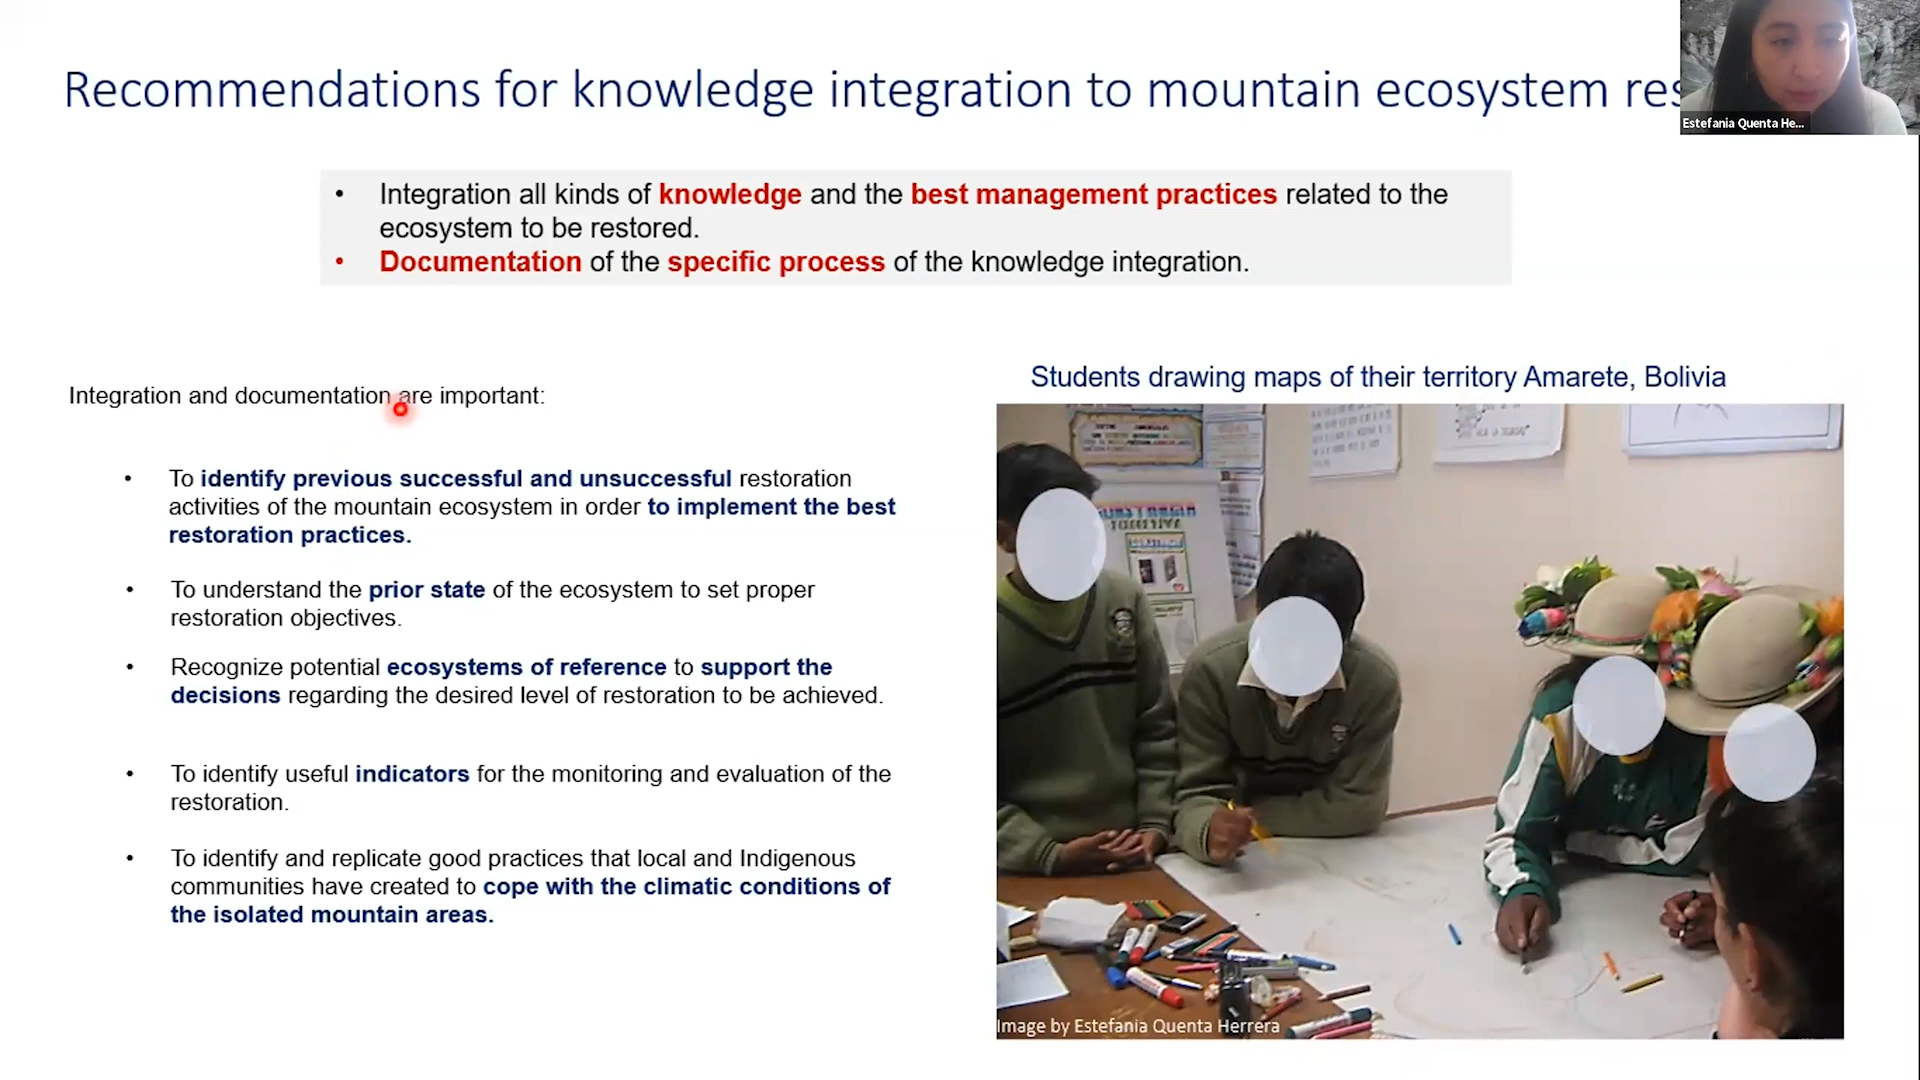 Recommendations for knowledge integration to mountain ecosystem res
Estefania Quenta He...
• Integration all kinds of knowledge and the best management practices related to the
ecosystem to be restored.
• Documentation of the specific process of the knowledge integration.
Integration and documentation are important:
• To identify previous successful and unsuccessful restoration
activities of the mountain ecosystem in order to implement the best
restoration practices.
• To understand the prior state of the ecosystem to set proper
restoration objectives.
• Recognize potential ecosystems of reference to support the
decisions regarding the desired level of restoration to be achieved.
• To identify useful indicators for the monitoring and evaluation of the
restoration.
• To identify and replicate good practices that local and Indigenous
communities have created to cope with the climatic conditions of
the isolated mountain areas.
Students drawing maps of their territory Amarete, Bolivia
Image by Estefania Quenta Herrera